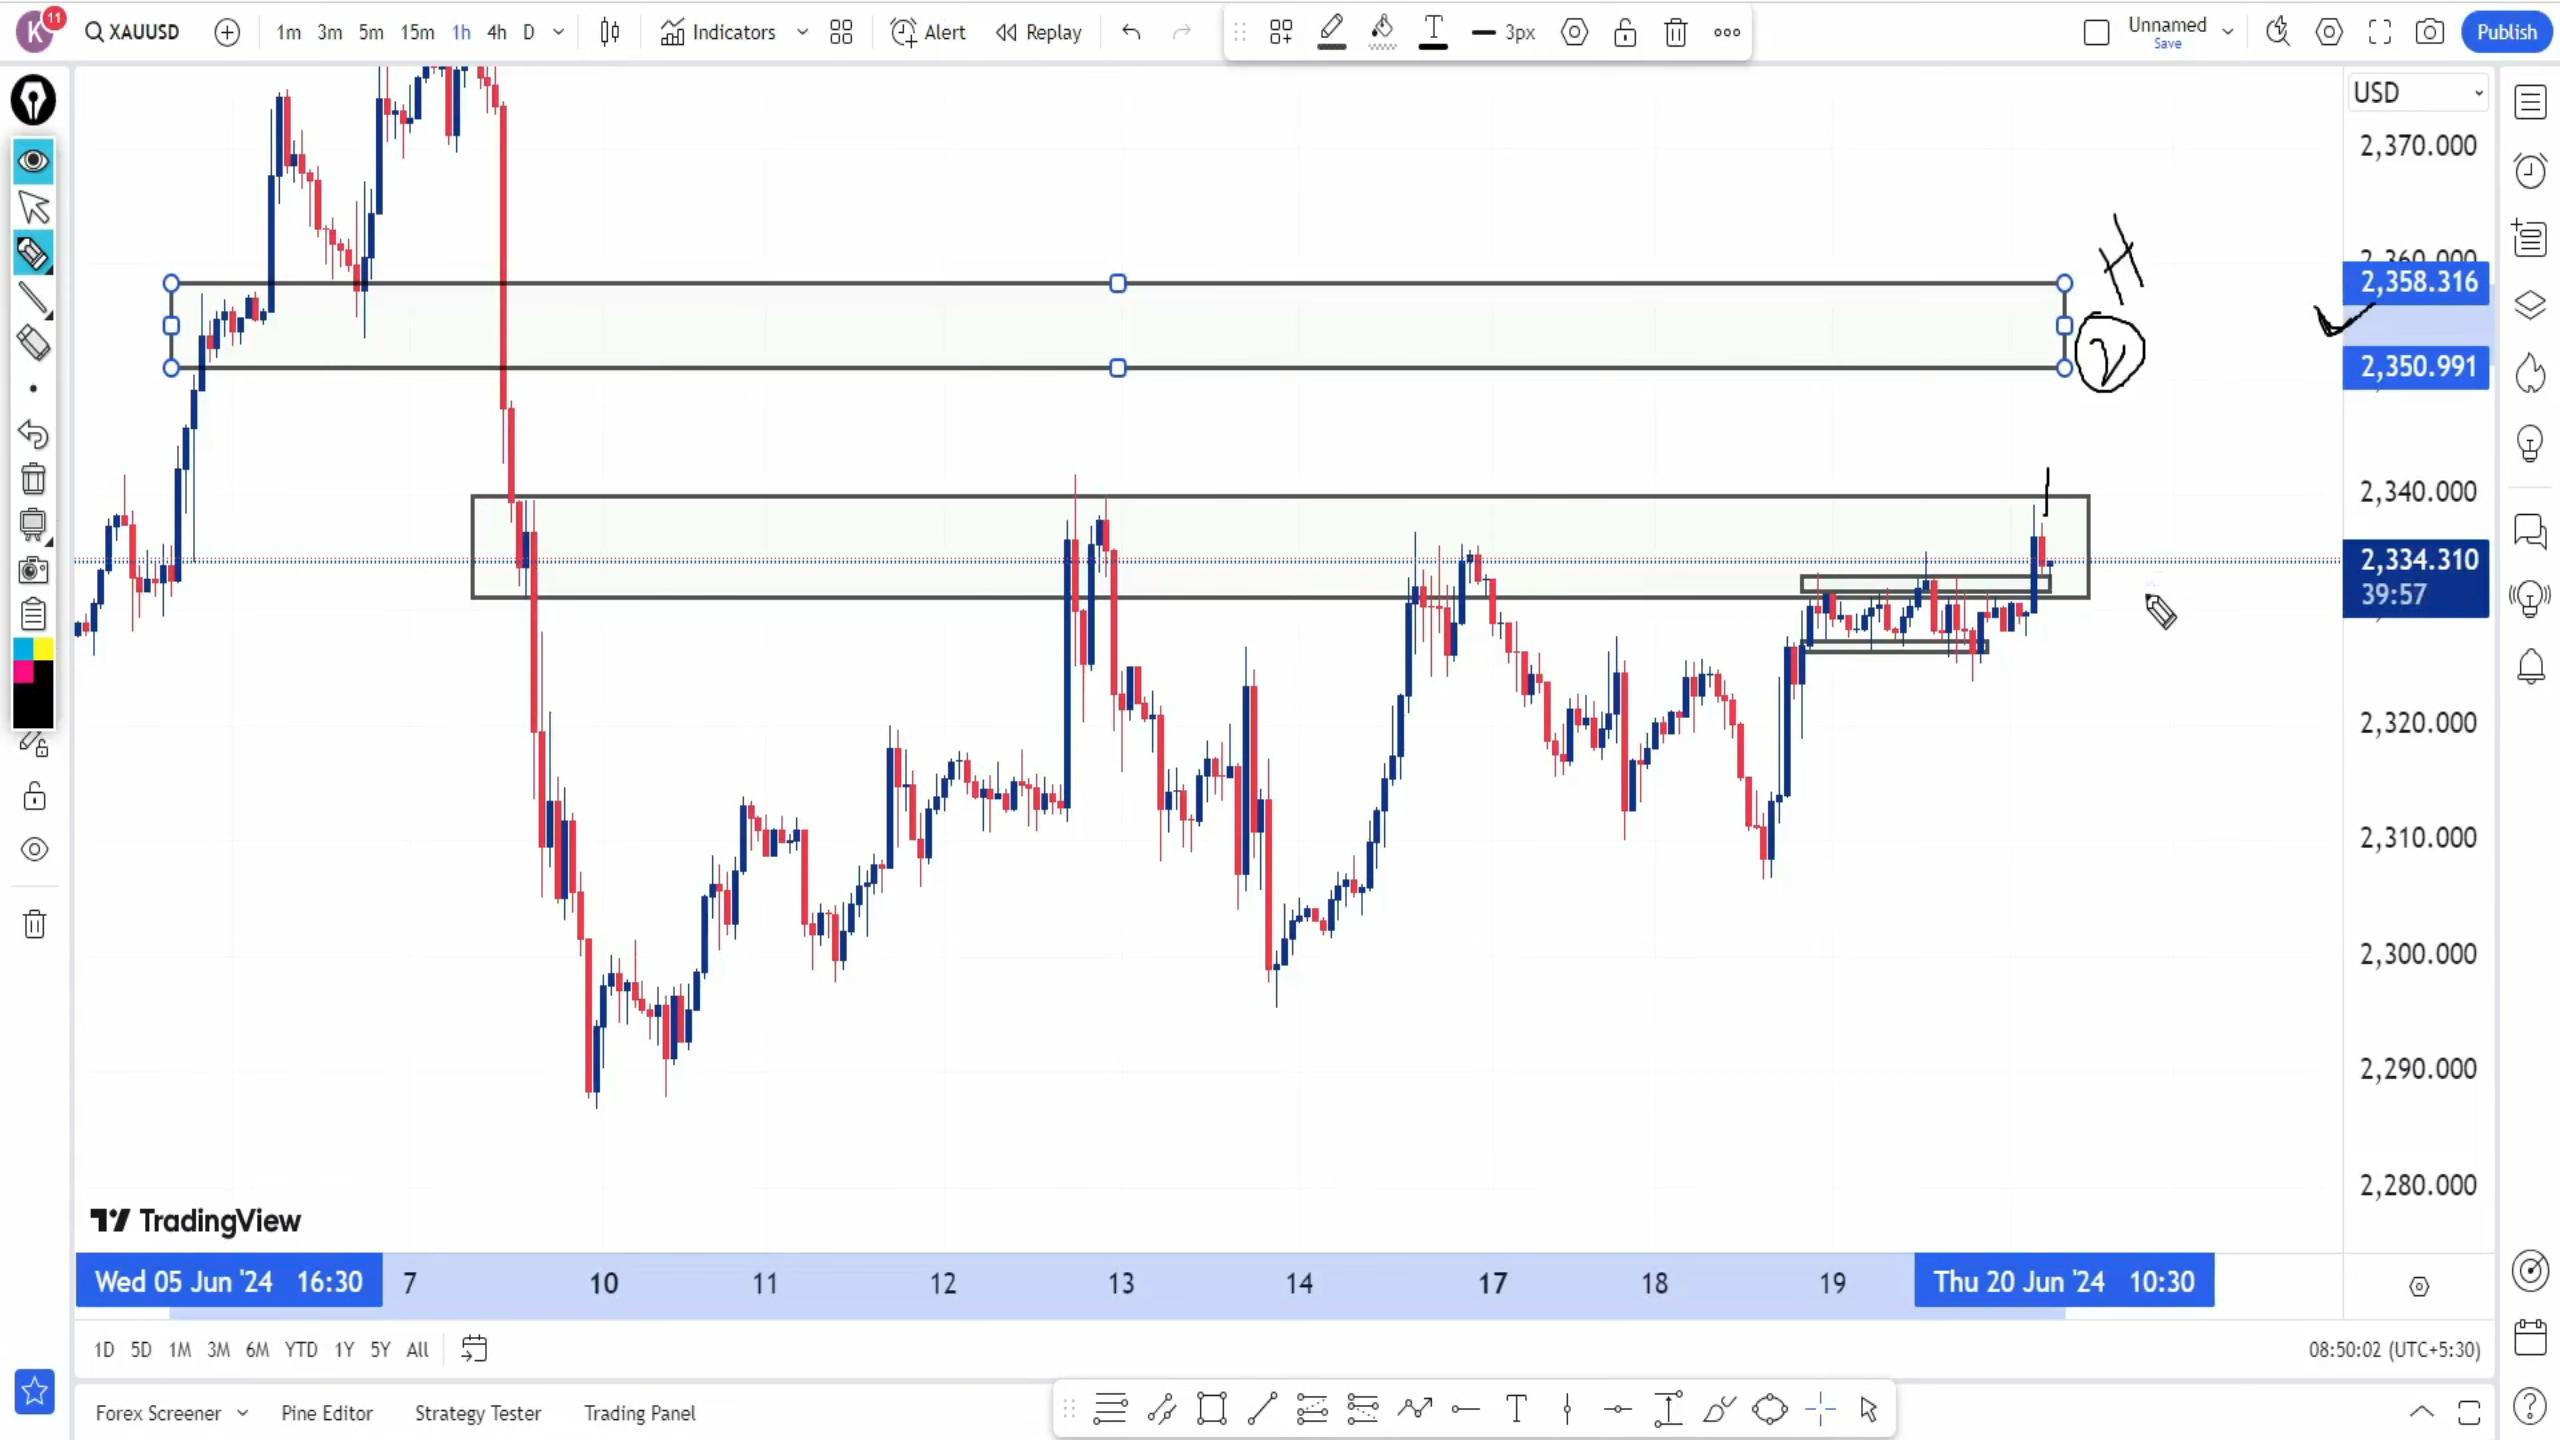 K 11 XAUUSD 1m 3m 5m 15m 1h 4h D Indicators Alert Replay T 3px Unnamed Save Publish
USD
2,370.000
H
2,358.316
2,350.991
2,340.000
2,334.310
39:57
2,320.000
2,310.000
2,300.000
2,290.000
2,280.000
TradingView
Wed 05 Jun '24 16:30 7 10 11 12 13 14 17 18 19 Thu 20 Jun '24 10:30
1D 5D 1M 3M 6M YTD 1Y 5Y All 08:50:02 (UTC+5:30)
Forex Screener Pine Editor Strategy Tester Trading Panel T